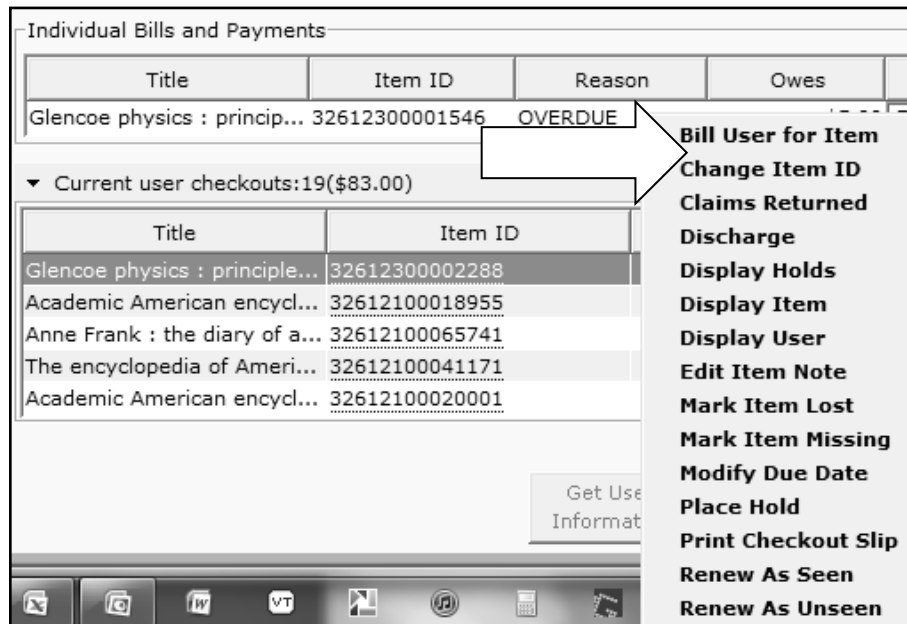 Individual Bills and Payments
Title Item ID Reason Owes
Glencoe physics : princip... 32612300001546 OVERDUE
Current user checkouts:19($83.00)
Title Item ID
Glencoe physics : principle... 32612300002288
Academic American encycl... 32612100018955
Anne Frank : the diary of a... 32612100065741
The encyclopedia of Ameri... 32612100041171
Academic American encycl... 32612100020001
Get Use
Informat
Bill User for Item
Change Item ID
Claims Returned
Discharge
Display Holds
Display Item
Display User
Edit Item Note
Mark Item Lost
Mark Item Missing
Modify Due Date
Place Hold
Print Checkout Slip
Renew As Seen
Renew As Unseen
VT